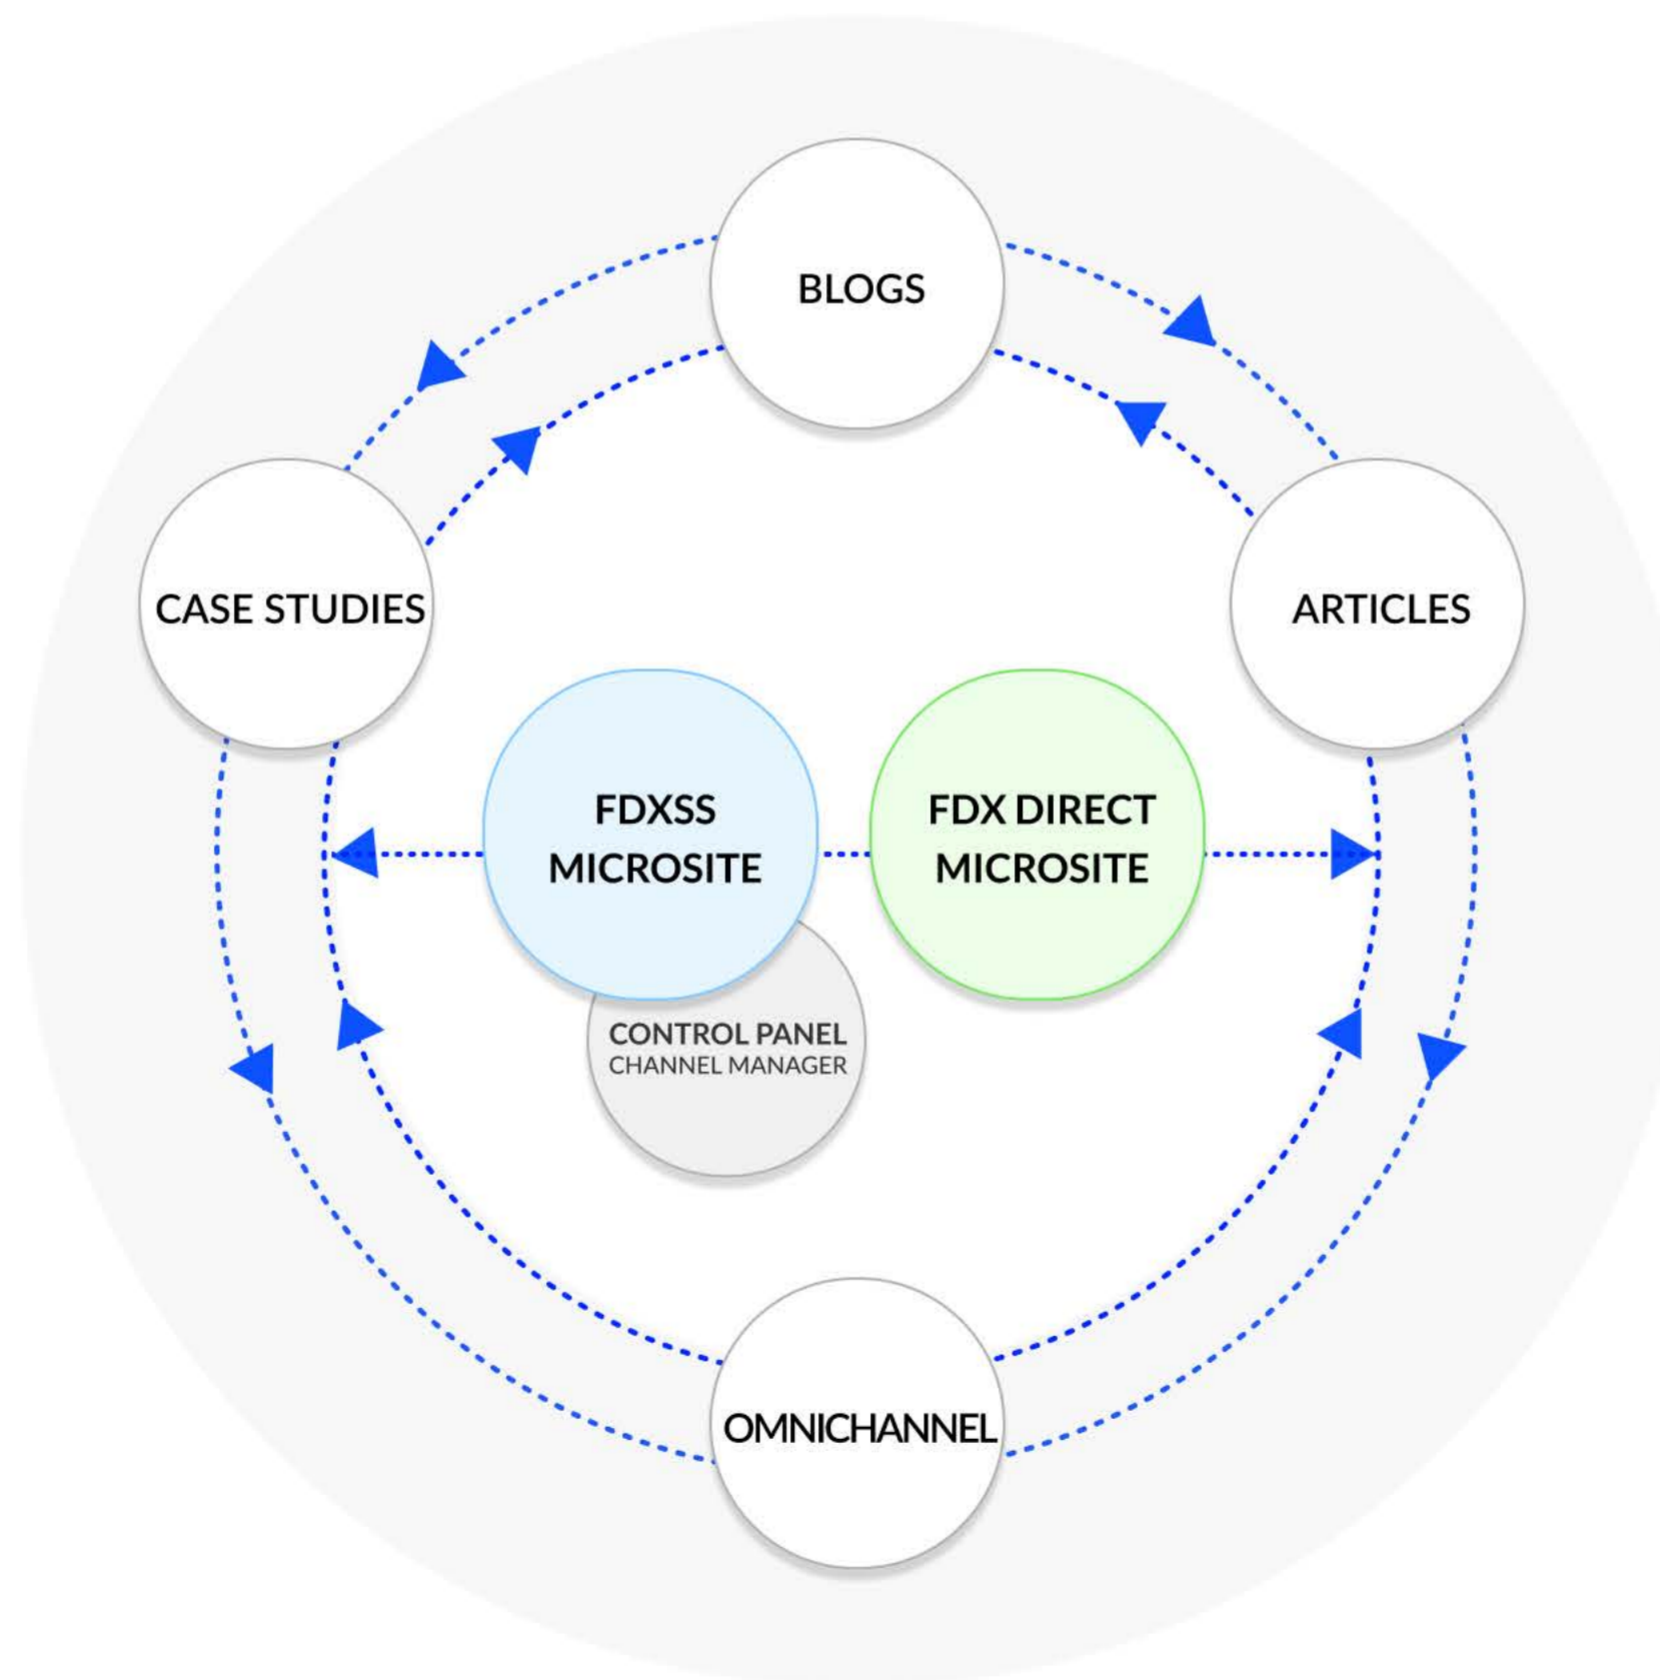 BLOGS
CASE STUDIES
ARTICLES
FDXSS
MICROSITE
FDX DIRECT
MICROSITE
CONTROL PANEL
CHANNEL MANAGER
OMNICHANNEL